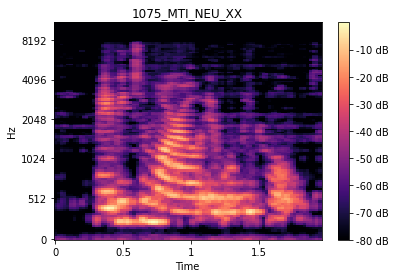 1075_MTI_NEU_XX
8192
4096
2048
1024
512
0
Hz
0
0.5
1
1.5
Time
-10 dB
-20 dB
-30 dB
-40 dB
-50 dB
-60 dB
-70 dB
-80 dB